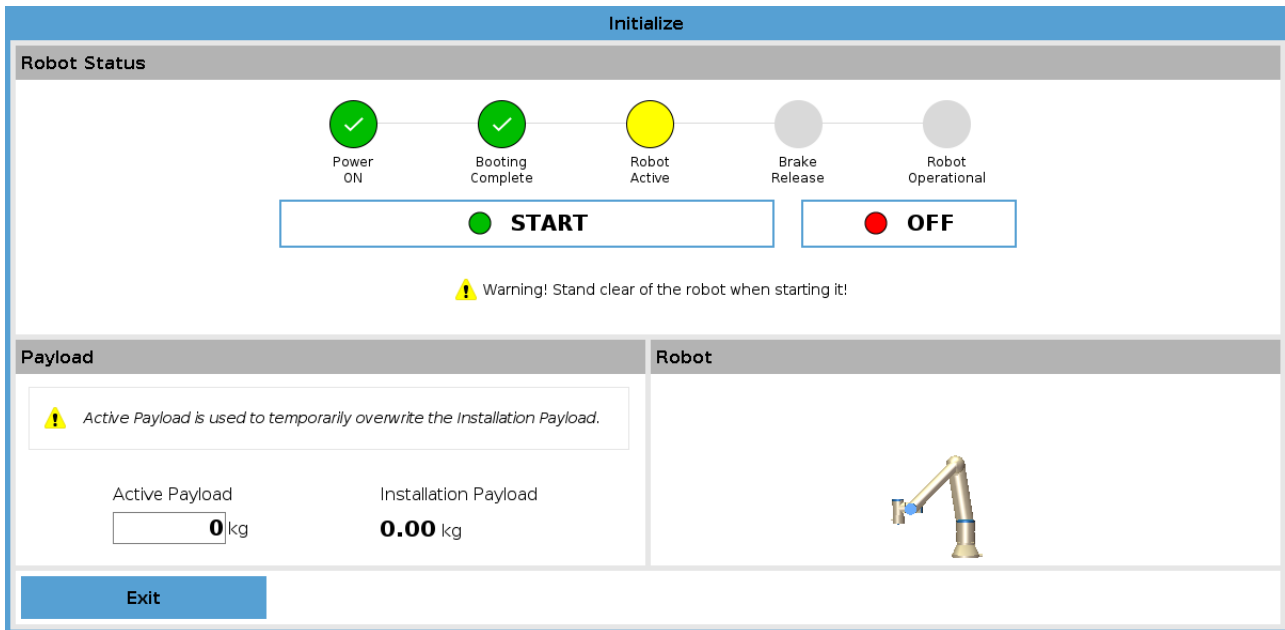 Initialize
Robot Status
Power
ON
Booting
Complete
Robot
Active
Brake
Release
Robot
Operational
START
OFF
Warning! Stand clear of the robot when starting it!
Payload
Active Payload is used to temporarily overwrite the Installation Payload.
Active Payload
0 kg
Installation Payload
0.00 kg
Robot
Exit